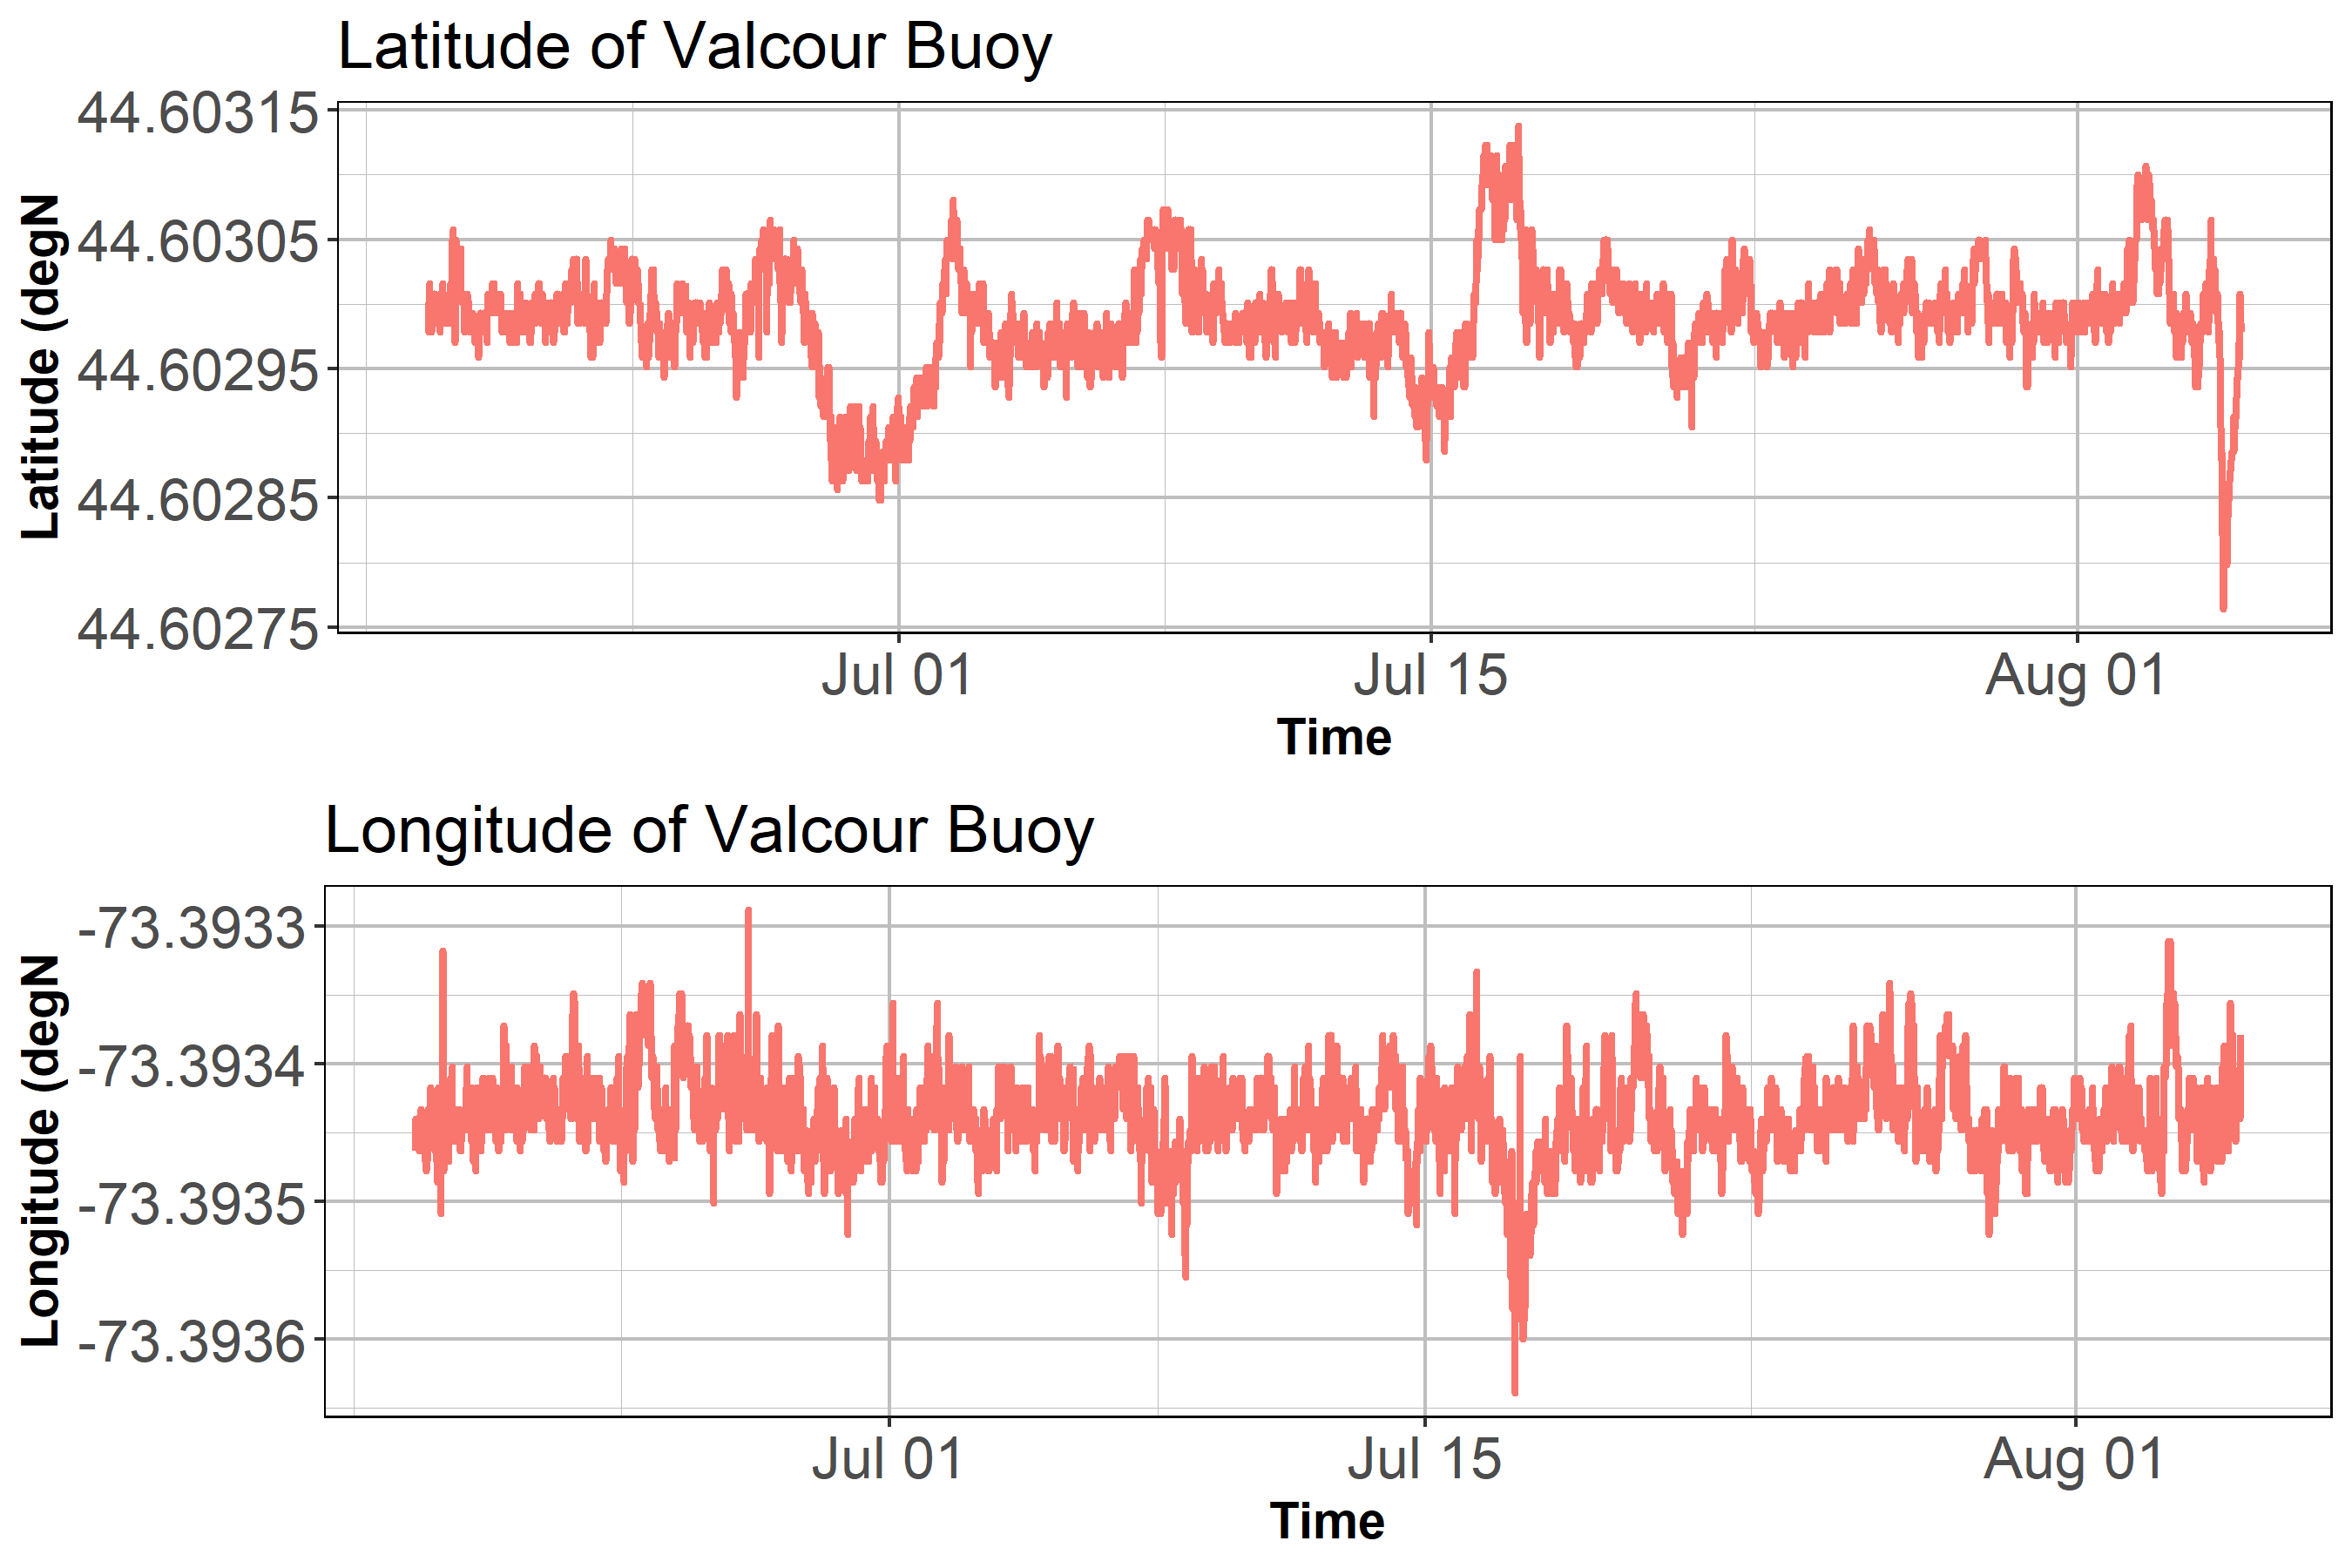 Latitude of Valcour Buoy
44.60315
44.60305
44.60295
44.60285
44.60275
Latitude (degN
Jul 01 Jul 15 Aug 01
Time
Longitude of Valcour Buoy
-73.3933
-73.3934
-73.3935
-73.3936
Longitude (degN
Jul 01 Jul 15 Aug 01
Time